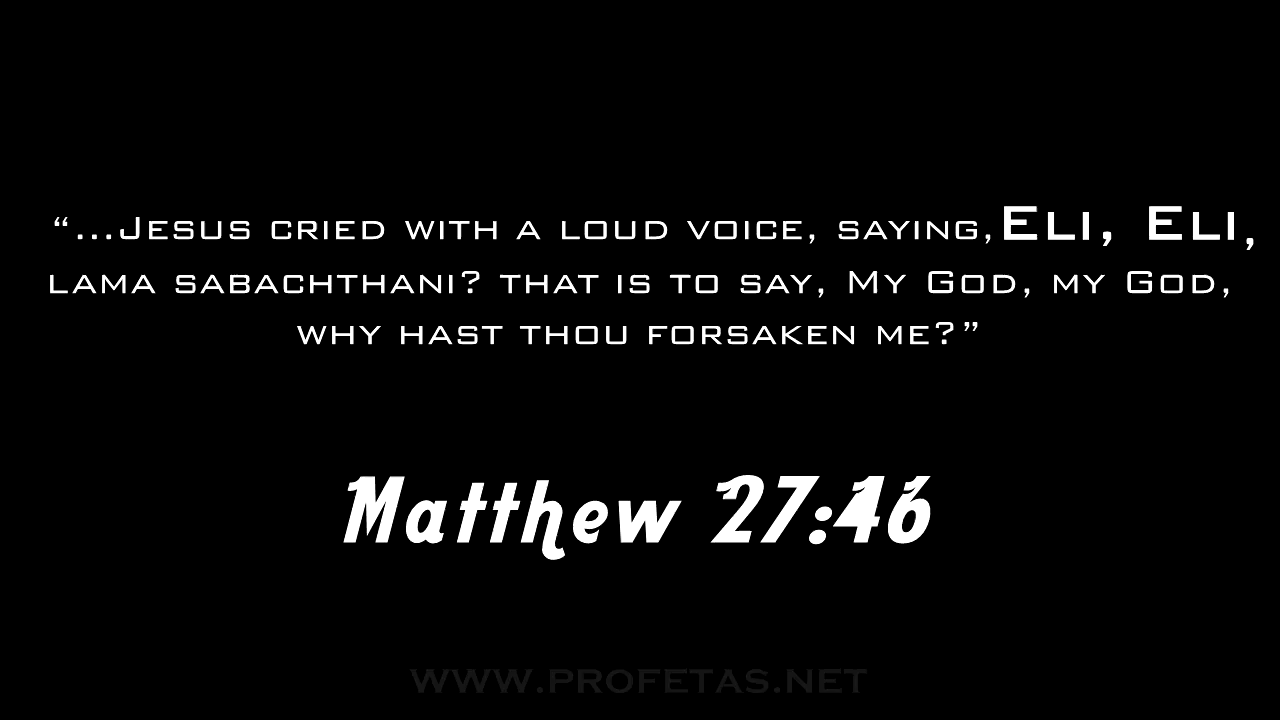 “...Jesus cried with a loud voice, saying, Eli, Eli,
lama sabachthani? that is to say, My God, my God,
why hast thou forsaken me?”
Matthew 27:46
WWW.PROFETAS.NET